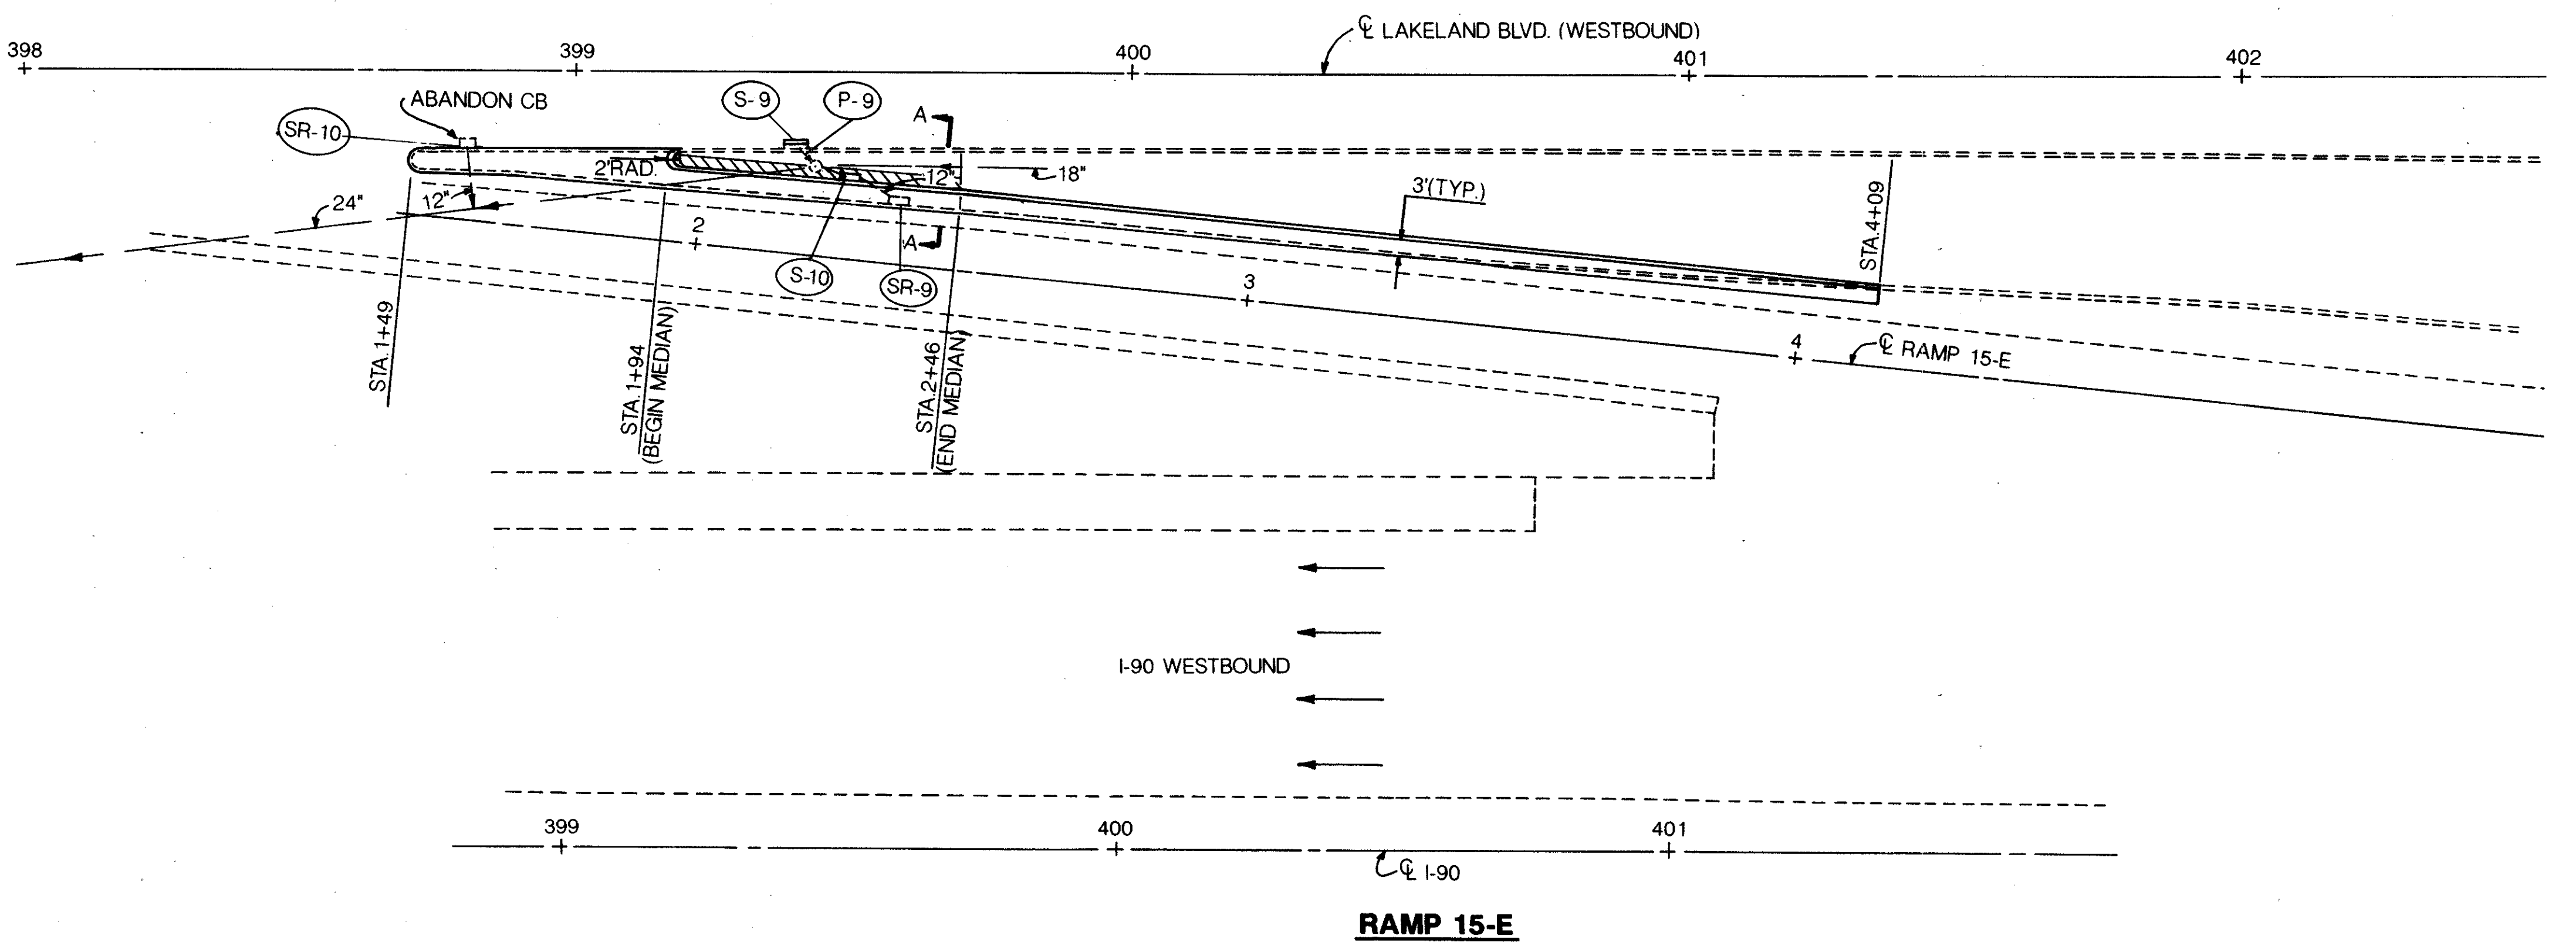 ℄ LAKELAND BLVD. (WESTBOUND)
398
399
400
401
402
ABANDON CB
S-9
P-9
A
SR-10
2'RAD.
12"
18"
3'(TYP.)
STA.4+09
24"
12"
2
A
S-10
SR-9
3
4
℄ RAMP 15-E
STA.1+49
STA.1+94
(BEGIN MEDIAN)
STA.2+46
(END MEDIAN)
I-90 WESTBOUND
399
400
401
℄ I-90
RAMP 15-E